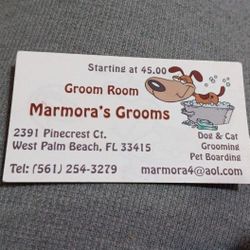 Starting at 45.00
Groom Room
Marmora's Grooms
2391 Pinecrest Ct.
West Palm Beach, FL 33415
Dog & Cat
Grooming
Pet Boarding
Tel: (561) 254-3279
marmora4@aol.com